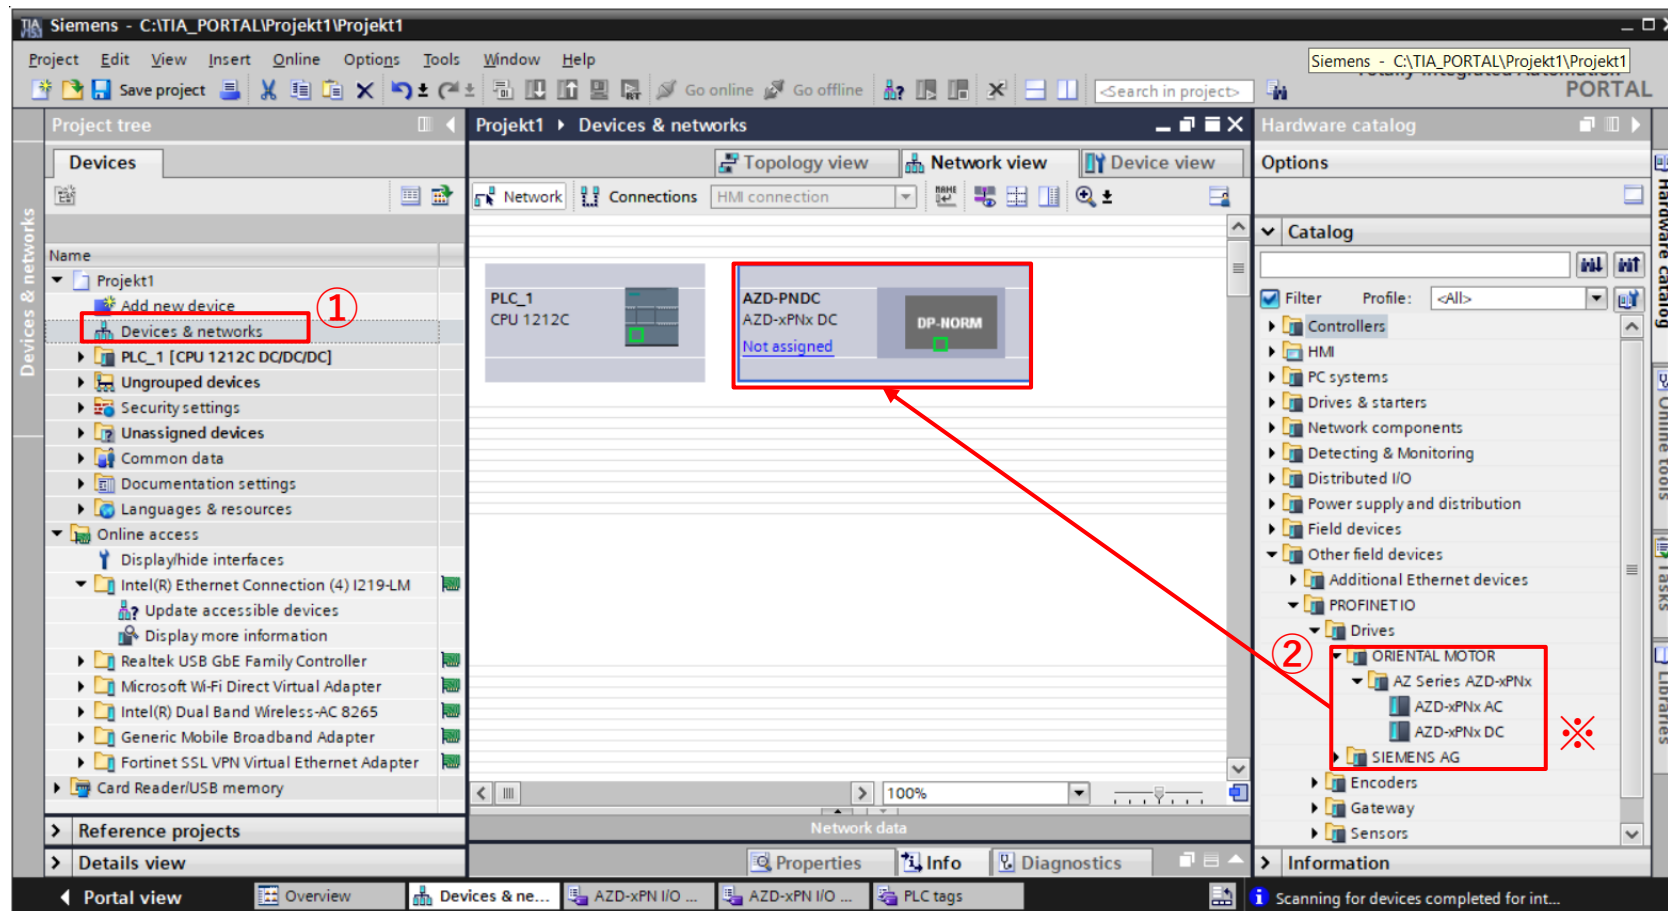 Siemens - C:\TIA_PORTAL\Projekt1\Projekt1
Project Edit View Insert Online Options Tools Window Help
Siemens - C:\TIA_PORTAL\Projekt1\Projekt1
Totally Integrated Automation
PORTAL
Save project
Go online
Go offline
<Search in project>
Project tree
Devices
Devices & networks
Name
Projekt1
Add new device
①
Devices & networks
PLC_1 [CPU 1212C DC/DC/DC]
Ungrouped devices
Security settings
Unassigned devices
Common data
Documentation settings
Languages & resources
Online access
Display/hide interfaces
Intel(R) Ethernet Connection (4) I219-LM
Update accessible devices
Display more information
Realtek USB GbE Family Controller
Microsoft Wi-Fi Direct Virtual Adapter
Intel(R) Dual Band Wireless-AC 8265
Generic Mobile Broadband Adapter
Fortinet SSL VPN Virtual Ethernet Adapter
Card Reader/USB memory
Reference projects
Details view
Projekt1 Devices & networks
Topology view
Network view
Device view
Network
Connections
HMI connection
PLC_1
CPU 1212C
AZD-PNDC
AZD-xPNx DC
Not assigned
DP-NORM
100%
Network data
Properties
Info
Diagnostics
Hardware catalog
Options
Catalog
Filter Profile: <All>
Controllers
HMI
PC systems
Drives & starters
Network components
Detecting & Monitoring
Distributed I/O
Power supply and distribution
Field devices
Other field devices
Additional Ethernet devices
PROFINET IO
Drives
②
ORIENTAL MOTOR
AZ Series AZD-xPNx
AZD-xPNx AC
AZD-xPNx DC
※
SIEMENS AG
Encoders
Gateway
Sensors
Information
Hardware catalog
Online tools
Tasks
Libraries
Portal view
Overview
Devices & ne...
AZD-xPN I/O ...
AZD-xPN I/O ...
PLC tags
Scanning for devices completed for int...